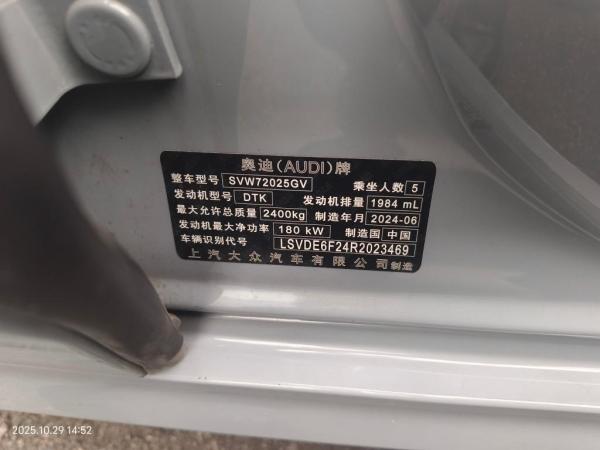 奥迪(AUDI)牌
整车型号 SVW72025GV 乘坐人数 5
发动机型号 DTK 发动机排量 1984 mL
最大允许总质量 2400kg 制造年月 2024-06
发动机最大净功率 180 kW 制造国 中国
车辆识别代号 LSVDE6F24R2023469
上汽大众汽车有限公司制造
2025.10.29 14:52